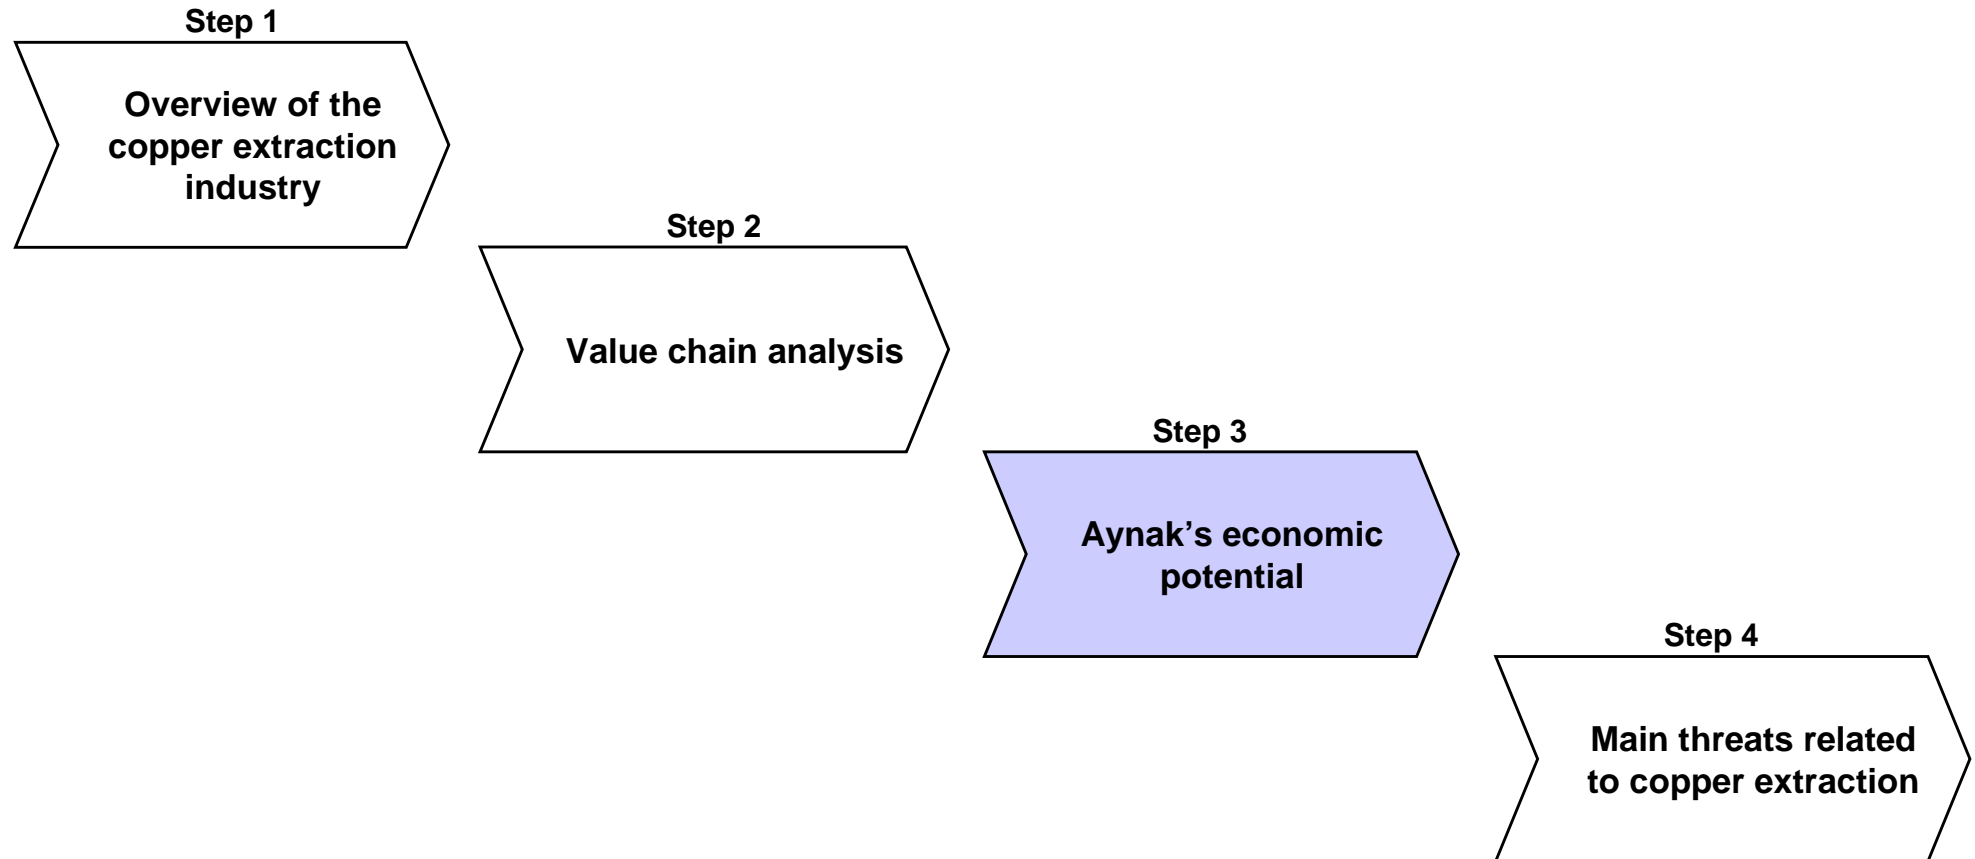 Step 1
Overview of the
copper extraction
industry
Step 2
Value chain analysis
Step 3
Aynak’s economic
potential
Step 4
Main threats related
to copper extraction